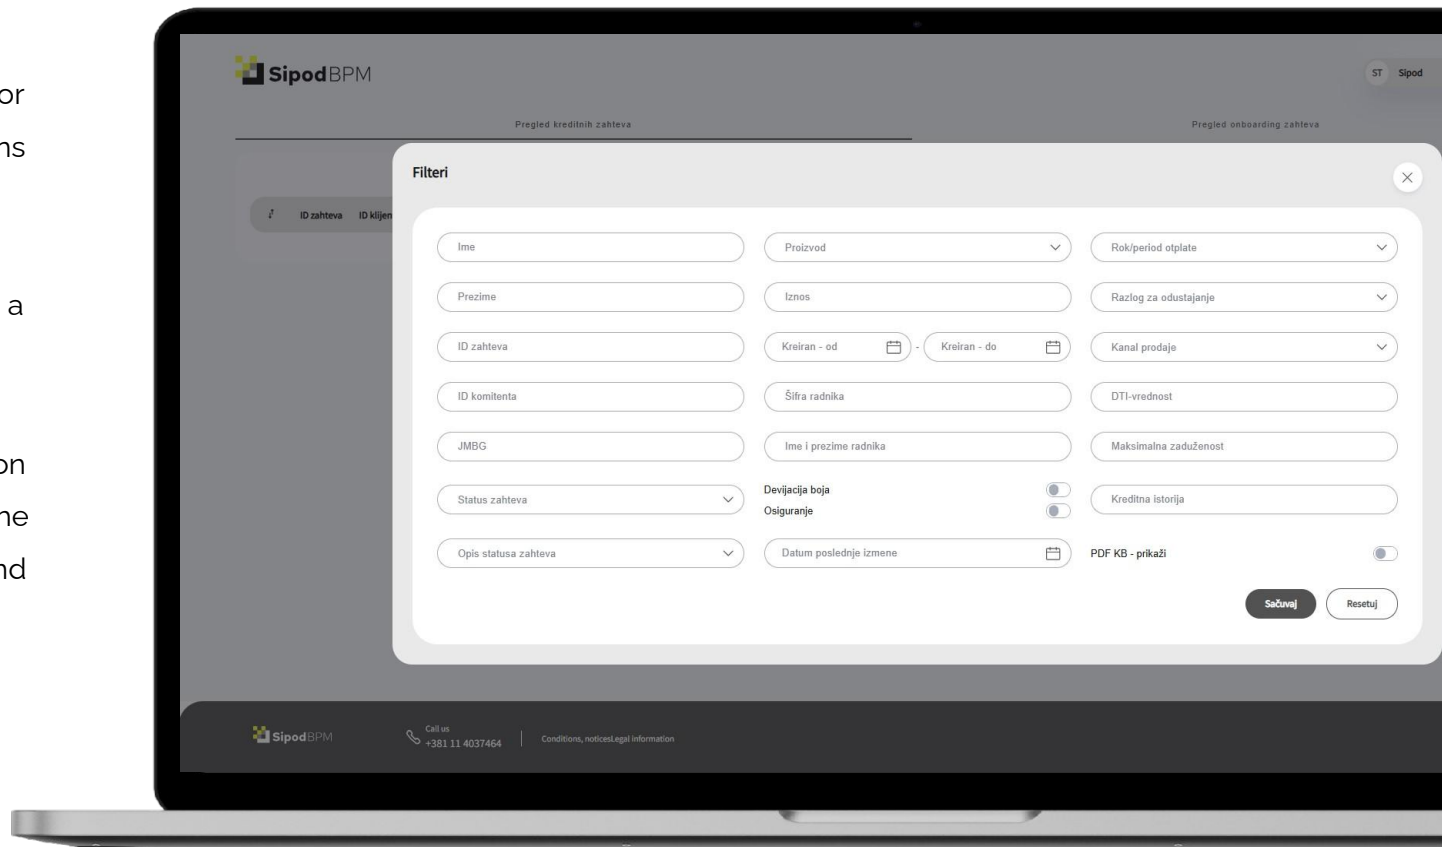 or
ns
a
on
ne
nd
SipodBPM
ST Sipod
Pregled kreditnih zahteva
Pregled onboarding zahteva
ID zahteva ID klijen
Filteri
Ime
Prezime
ID zahteva
ID komitenta
JMBG
Status zahteva
Opis statusa zahteva
Proizvod
Iznos
Kreiran - od - Kreiran - do
Šifra radnika
Ime i prezime radnika
Devijacija boja
Osiguranje
Datum poslednje izmene
Rok/period otplate
Razlog za odustajanje
Kanal prodaje
DTI-vrednost
Maksimalna zaduženost
Kreditna istorija
PDF KB - prikaži
Sačuvaj
Resetuj
SipodBPM
Call us
+381 11 4037464
Conditions, noticesLegal information